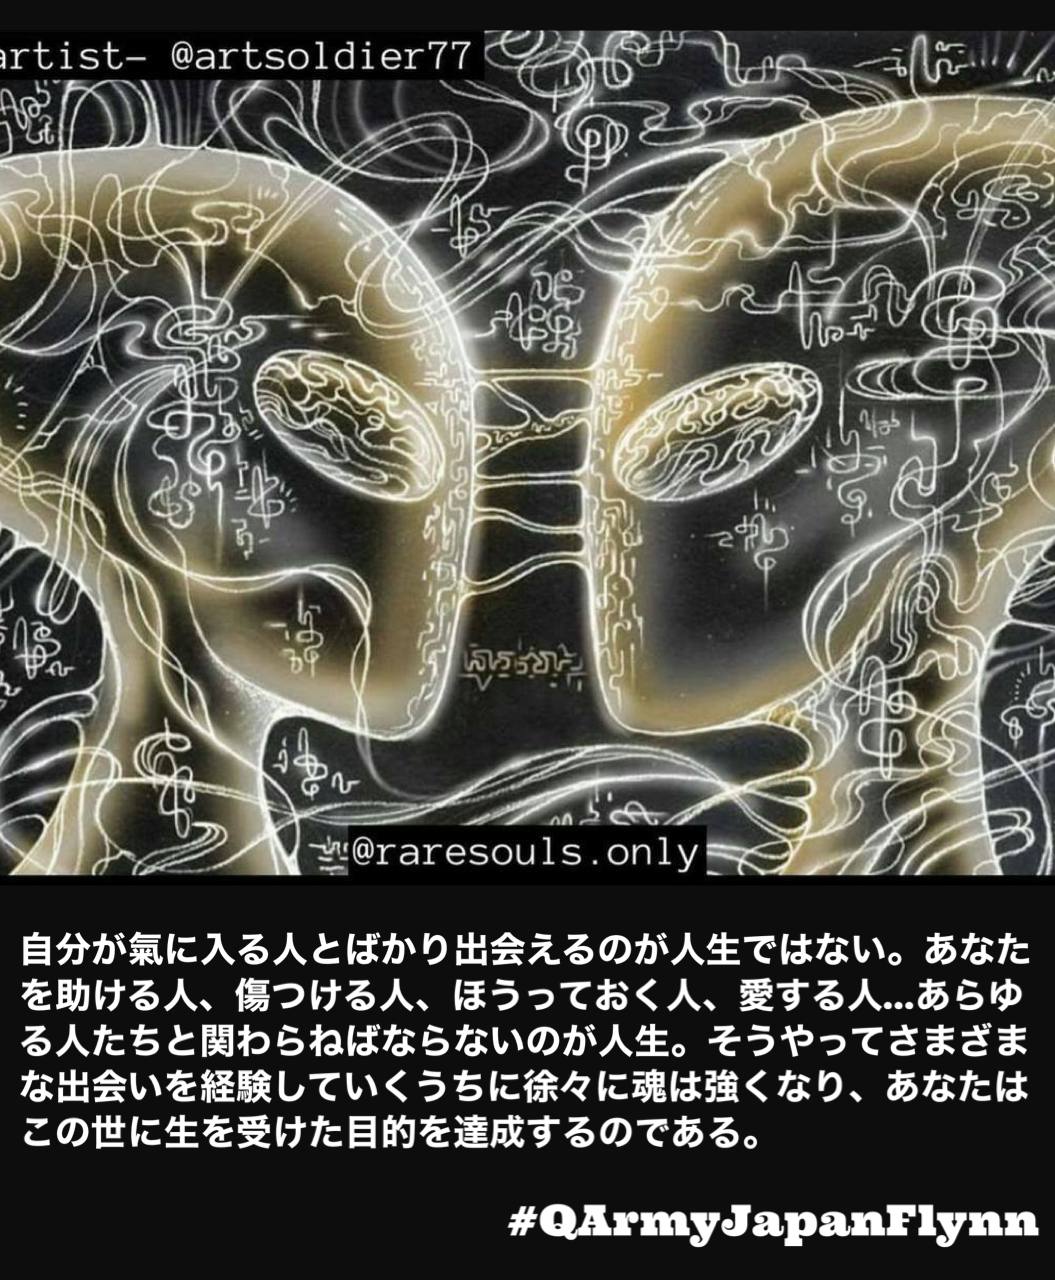 artist- @artsoldier77
@raresouls.only
自分が氣に入る人とばかり出会えるのが人生ではない。あなた
を助ける人、傷つける人、ほうっておく人、愛する人...あらゆ
る人たちと関わらねばならないのが人生。そうやってさまざま
な出会いを経験していくうちに徐々に魂は強くなり、あなたは
この世に生を受けた目的を達成するのである。
#QArmyJapanFlynn